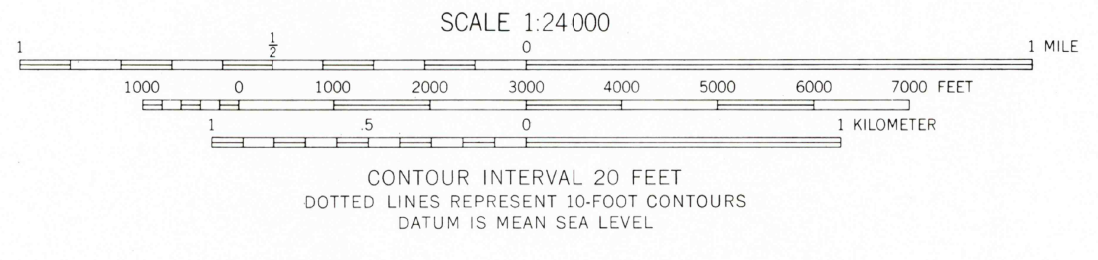 SCALE 1:24 000
1 ½ 0 1 MILE
1000 0 1000 2000 3000 4000 5000 6000 7000 FEET
1 .5 0 1 KILOMETER
CONTOUR INTERVAL 20 FEET
DOTTED LINES REPRESENT 10-FOOT CONTOURS
DATUM IS MEAN SEA LEVEL